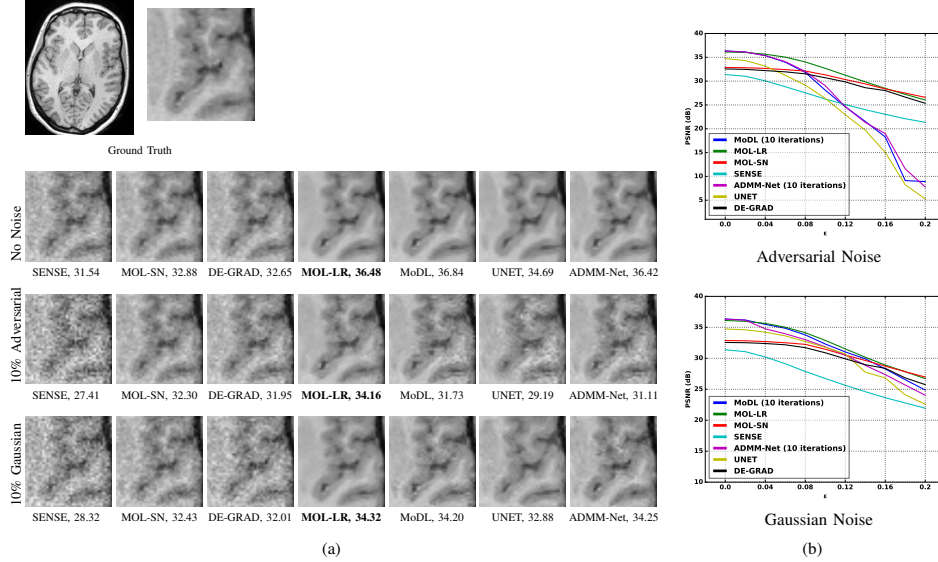 Ground Truth
No Noise
SENSE, 31.54 MOL-SN, 32.88 DE-GRAD, 32.65 MOL-LR, 36.48 MoDL, 36.84 UNET, 34.69 ADMM-Net, 36.42
10% Adversarial
SENSE, 27.41 MOL-SN, 32.30 DE-GRAD, 31.95 MOL-LR, 34.16 MoDL, 31.73 UNET, 29.19 ADMM-Net, 31.11
10% Gaussian
SENSE, 28.32 MOL-SN, 32.43 DE-GRAD, 32.01 MOL-LR, 34.32 MoDL, 34.20 UNET, 32.88 ADMM-Net, 34.25
(a)
40
35
30
25
20
15
10
5
PSNR (dB)
MoDL (10 iterations)
MOL-LR
MOL-SN
SENSE
ADMM-Net (10 iterations)
UNET
DE-GRAD
0.0 0.04 0.08 0.12 0.16 0.2
ε
Adversarial Noise
40
35
30
25
20
15
10
PSNR (dB)
MoDL (10 iterations)
MOL-LR
MOL-SN
SENSE
ADMM-Net (10 iterations)
UNET
DE-GRAD
0.0 0.04 0.08 0.12 0.16 0.2
ε
Gaussian Noise
(b)